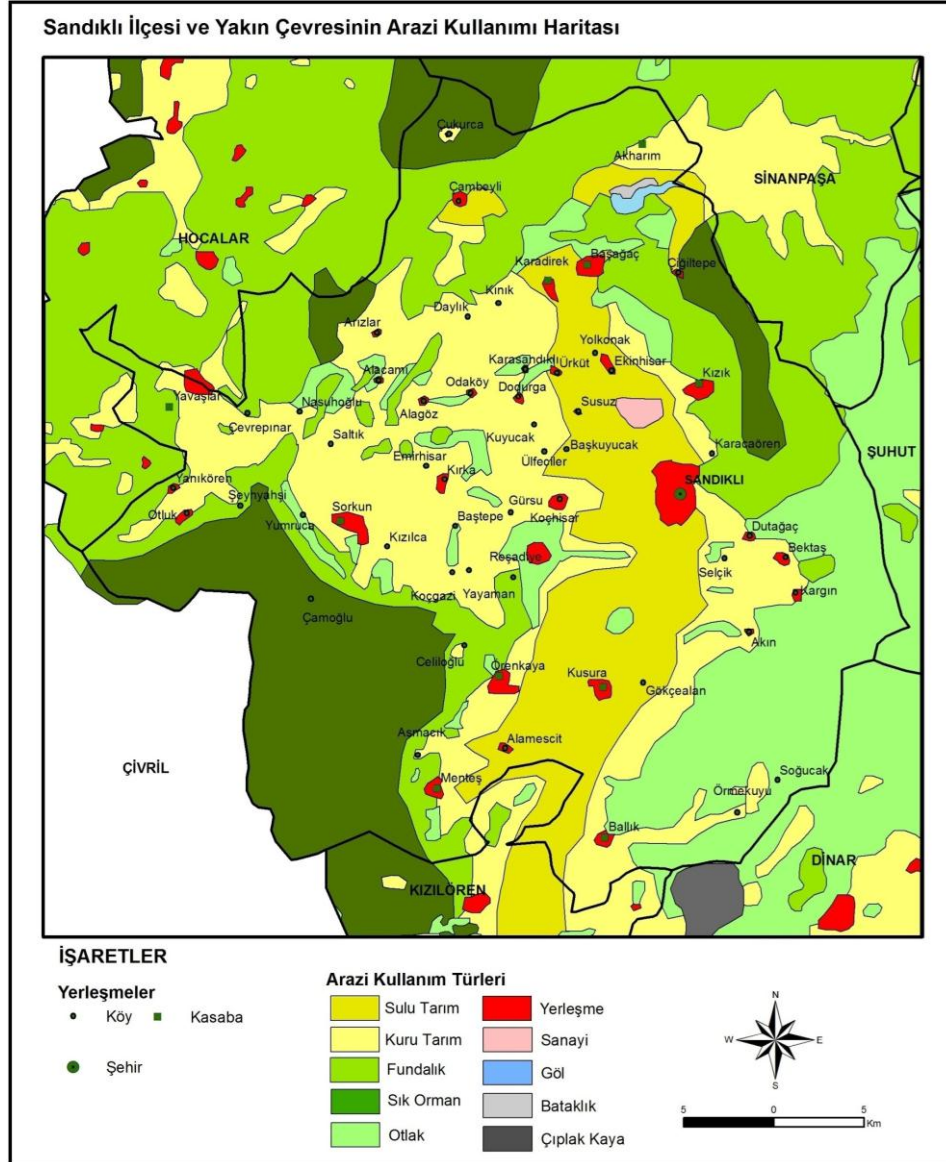 Sandıklı İlçesi ve Yakın Çevresinin Arazi Kullanımı Haritası
Çukurca
Akharım
SİNANPAŞA
Çambeyli
HOCALAR
Karadirek
Başağaç
Çiğiltepe
Kınık
Daylık
Arızlar
Yolkonak
Karasandıklı
Ürküt
Ekinhisar
Alacami
Odaköy
Dodurga
Kızık
Yavaşlar
Nasuhoğlu
Alagöz
Susuz
Çevrepınar
Kuyucak
Saltık
Başkuyucak
Karacaören
ŞUHUT
Emirhisar
Ülfeciler
Kırka
Yanıkören
SANDIKLI
Şeyhyahşi
Otluk
Yumruca
Sorkun
Gürsu
Koçhisar
Baştepe
Dutağaç
Kızılca
Reşadiye
Selçik
Bektaş
Koçgazi
Yayaman
Kargın
Çamoğlu
Akın
Celiloğlu
Örenkaya
Kusura
Gökçealan
Asmacık
Alamescit
ÇİVRİL
Menteş
Soğucak
Örmekuyu
Ballık
DİNAR
KIZILÖREN
İŞARETLER
Yerleşmeler
Köy
Kasaba
Şehir
Arazi Kullanım Türleri
Sulu Tarım
Yerleşme
Kuru Tarım
Sanayi
Fundalık
Göl
Sık Orman
Bataklık
Otlak
Çıplak Kaya
N
W
E
S
5 0 5
Km